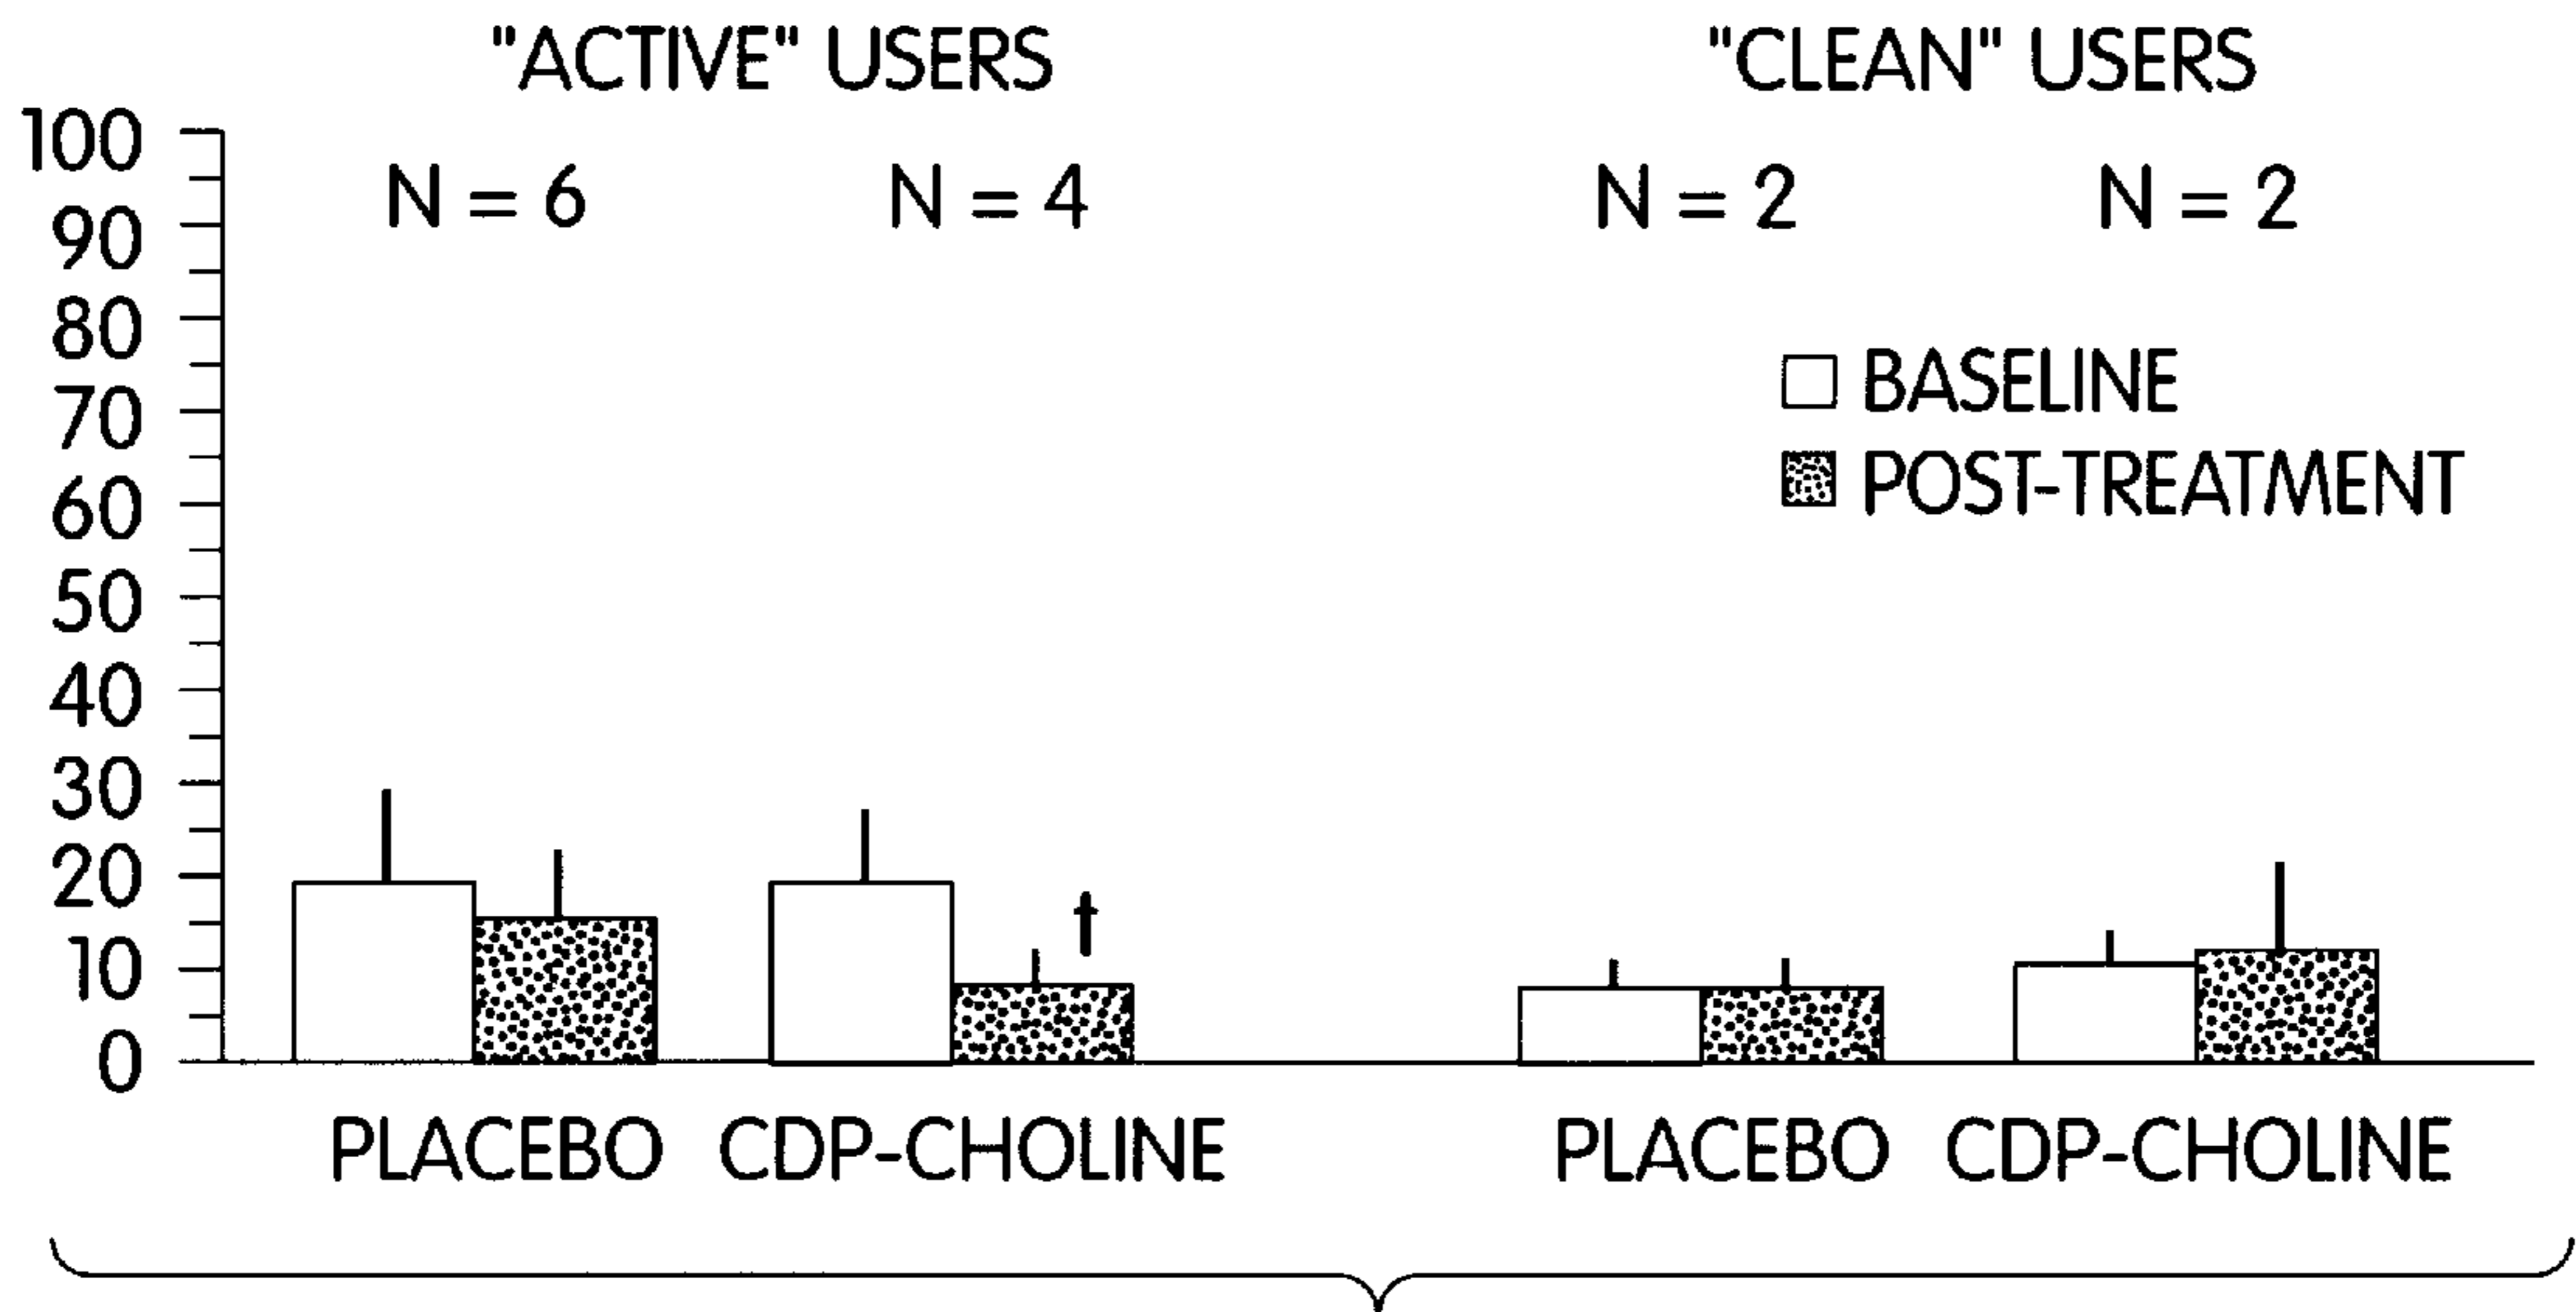 "ACTIVE" USERS
"CLEAN" USERS
100
90
80
70
60
50
40
30
20
10
0
N = 6
N = 4
N = 2
N = 2
BASELINE
POST-TREATMENT
†
PLACEBO
CDP-CHOLINE
PLACEBO
CDP-CHOLINE